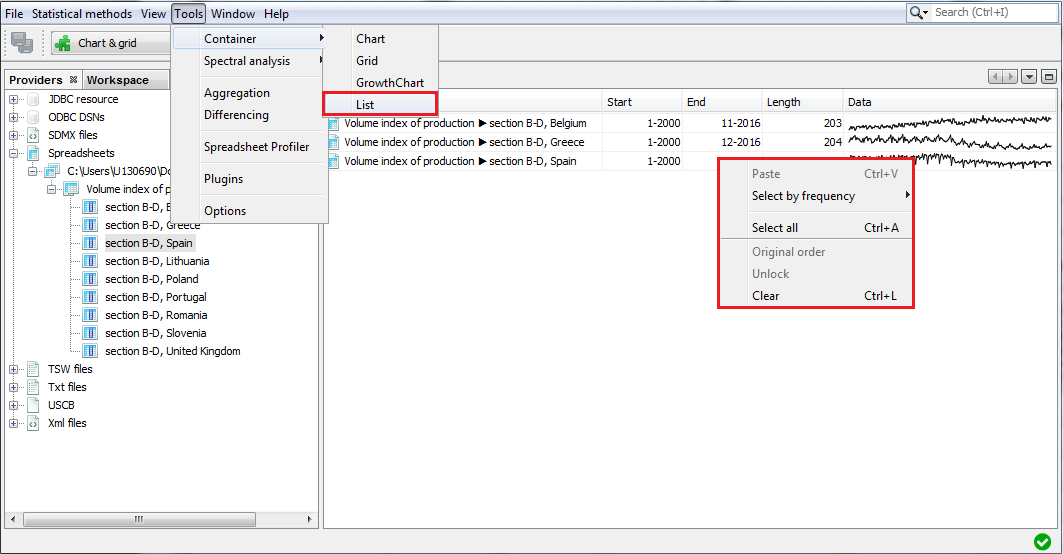 File Statistical methods View Tools Window Help
Search (Ctrl+I)
Chart & grid
Container
Spectral analysis
Aggregation
Differencing
Spreadsheet Profiler
Plugins
Options
Chart
Grid
GrowthChart
List
Providers Workspace
JDBC resource
ODBC DSNs
SDMX files
Spreadsheets
C:\Users\U130690\Do
Volume index of p
section B-D, B
section B-D, Greece
section B-D, Spain
section B-D, Lithuania
section B-D, Poland
section B-D, Portugal
section B-D, Romania
section B-D, Slovenia
section B-D, United Kingdom
TSW files
Txt files
USCB
Xml files
Start End Length Data
Volume index of production ▶ section B-D, Belgium 1-2000 11-2016 203
Volume index of production ▶ section B-D, Greece 1-2000 12-2016 204
Volume index of production ▶ section B-D, Spain 1-2000
Paste Ctrl+V
Select by frequency
Select all Ctrl+A
Original order
Unlock
Clear Ctrl+L